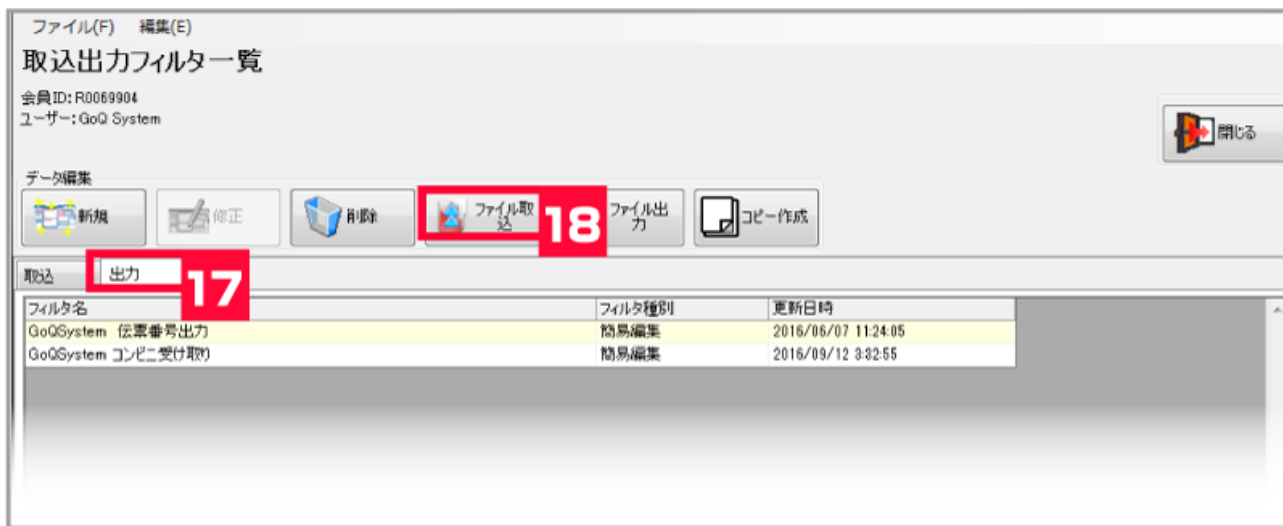 ファイル(F) 編集(E)
取込出力フィルター覧
会員ID: R0069904
ユーザー: GoQ System
閉じる
データ編集
新規 修正 削除 ファイル取込 18 ファイル出力 コピー作成
取込 出力 17
フィルタ名 フィルタ種別 更新日時
GoQSystem 伝票番号出力 簡易編集 2016/06/07 11:24:05
GoQSystem コンビニ受け取り 簡易編集 2016/09/12 3:32:55